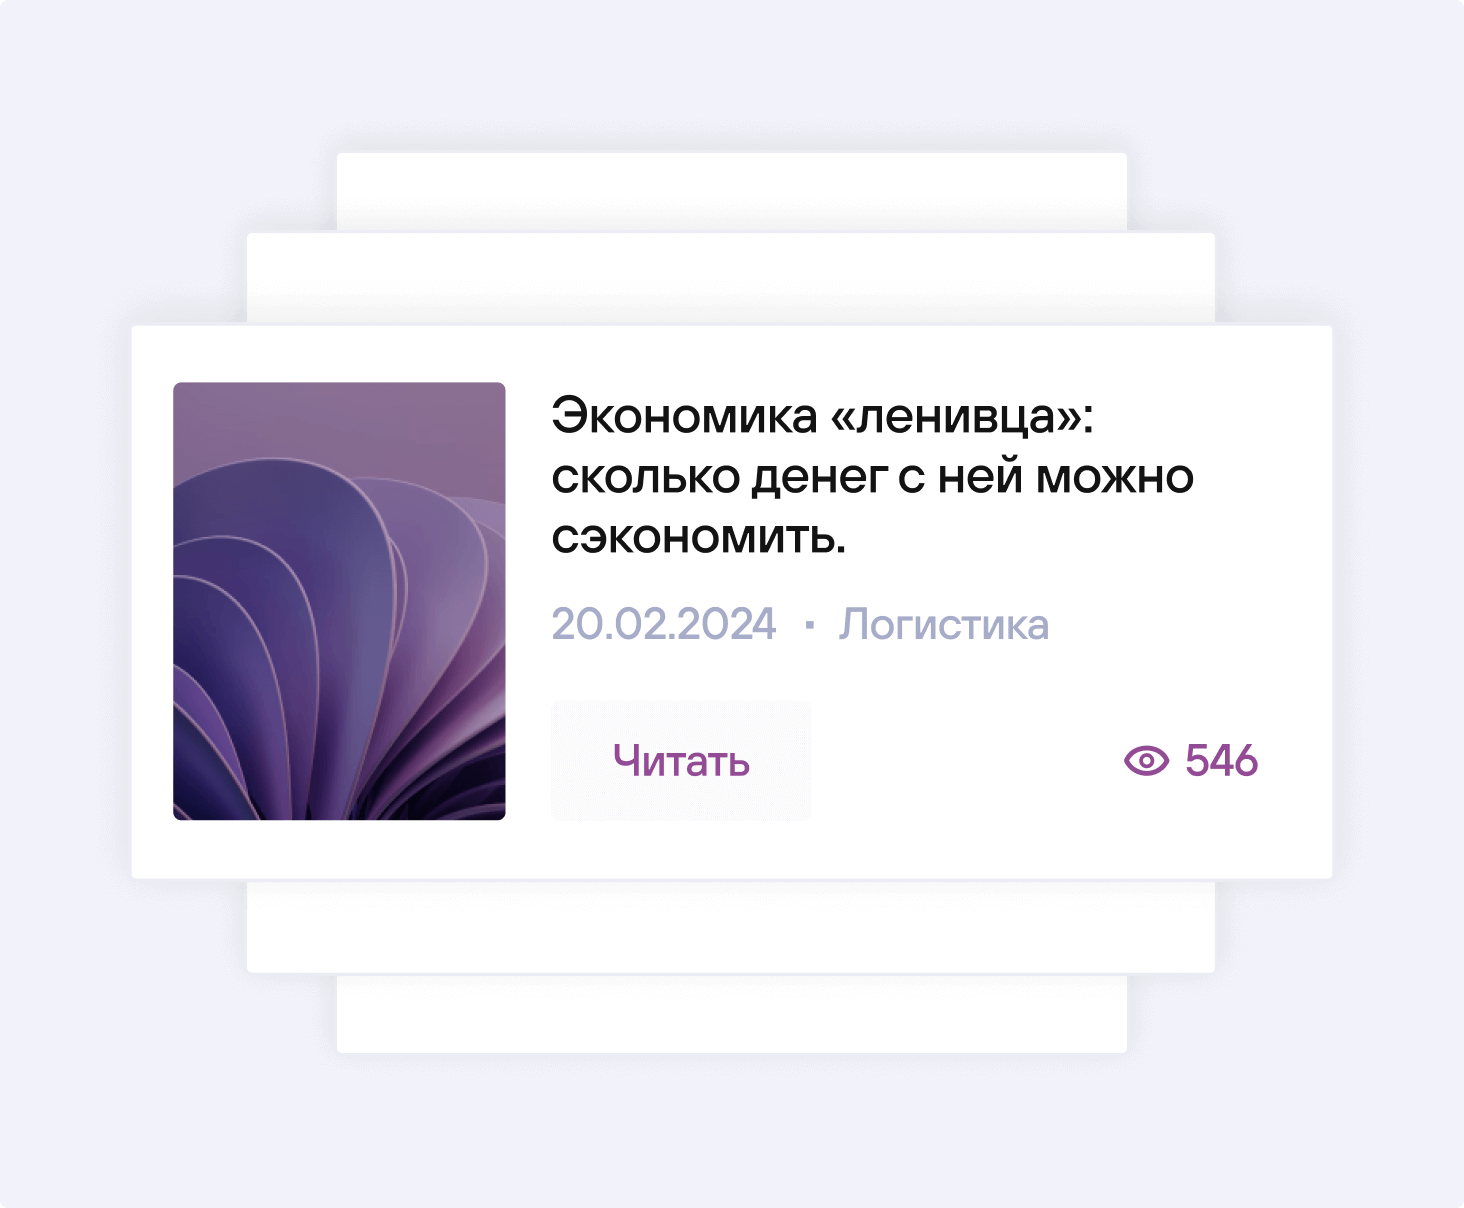 Экономика «ленивца»:
сколько денег с ней можно
сэкономить.
20.02.2024 · Логистика
Читать
546